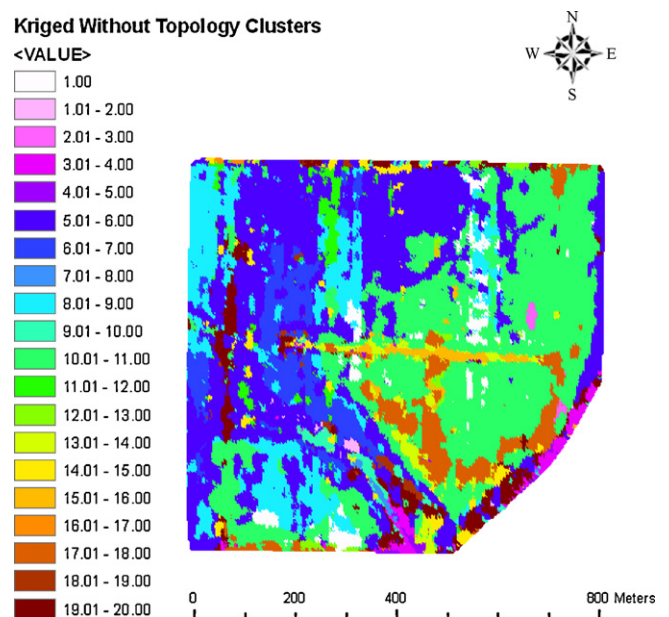 Kriged Without Topology Clusters
<VALUE>
1.00
1.01 - 2.00
2.01 - 3.00
3.01 - 4.00
4.01 - 5.00
5.01 - 6.00
6.01 - 7.00
7.01 - 8.00
8.01 - 9.00
9.01 - 10.00
10.01 - 11.00
11.01 - 12.00
12.01 - 13.00
13.01 - 14.00
14.01 - 15.00
15.01 - 16.00
16.01 - 17.00
17.01 - 18.00
18.01 - 19.00
19.01 - 20.00
N
W E
S
0 200 400 800 Meters